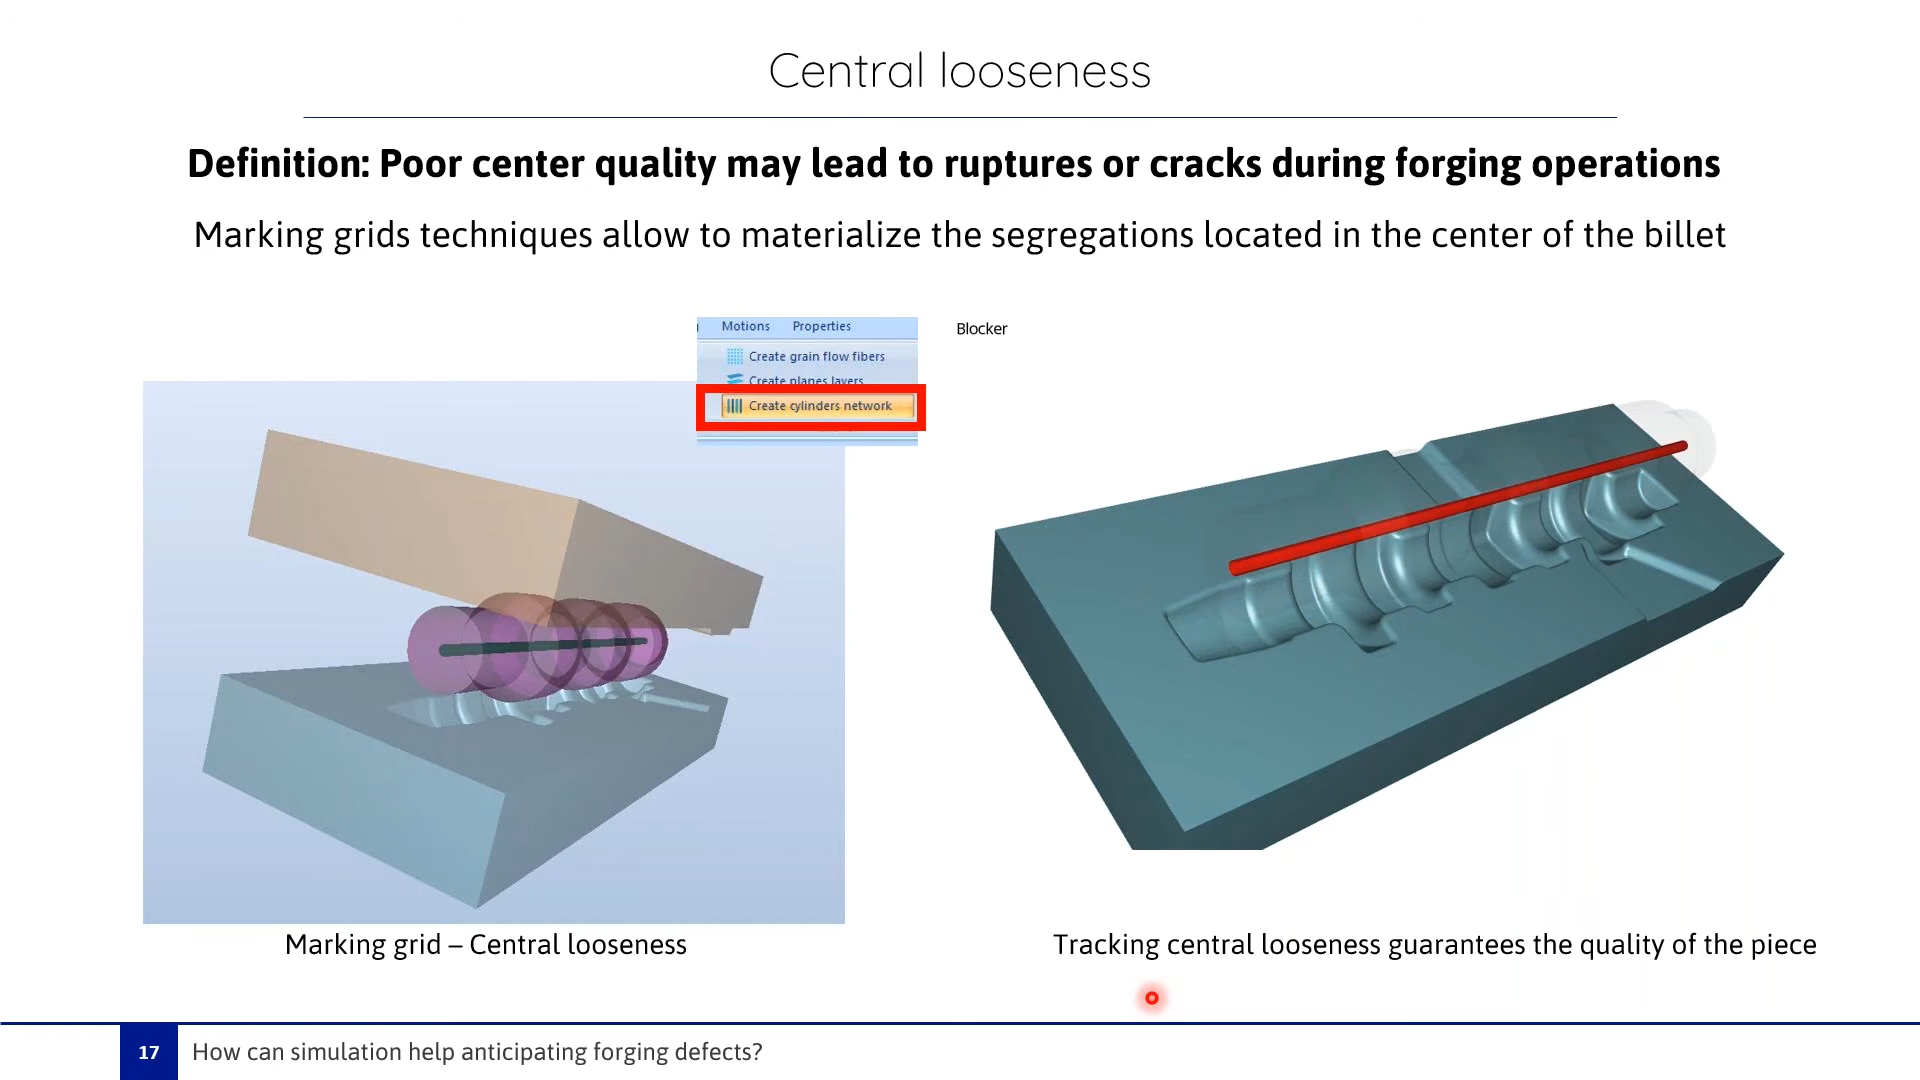 Central looseness
Definition: Poor center quality may lead to ruptures or cracks during forging operations
Marking grids techniques allow to materialize the segregations located in the center of the billet
Motions Properties
Create grain flow fibers
Create planes layers
Create cylinders network
Blocker
Marking grid – Central looseness
Tracking central looseness guarantees the quality of the piece
17 How can simulation help anticipating forging defects?